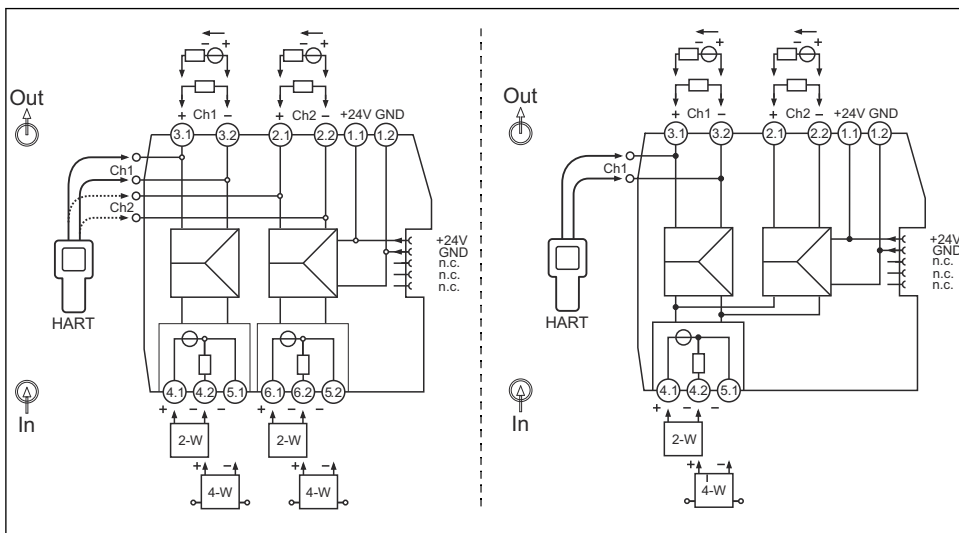 − + − +
Out
+ Ch1 − + Ch2 − +24V GND
3.1 3.2 2.1 2.2 1.1 1.2
Ch1
Ch2
+24V
GND
n.c.
n.c.
n.c.
HART
4.1 4.2 5.1 6.1 6.2 5.2
+ − − + − −
In
2-W 2-W
+ − + −
4-W 4-W
− + − +
Out
+ Ch1 − + Ch2 − +24V GND
3.1 3.2 2.1 2.2 1.1 1.2
Ch1
+24V
GND
n.c.
n.c.
n.c.
HART
4.1 4.2 5.1
+ − −
In
2-W
+ −
4-W